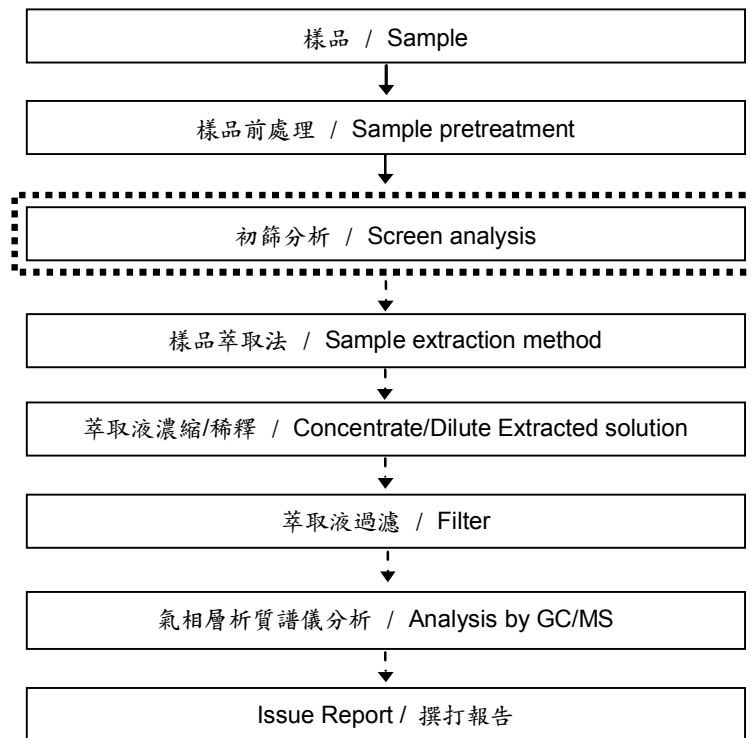 樣品 / Sample
樣品前處理 / Sample pretreatment
初篩分析 / Screen analysis
樣品萃取法 / Sample extraction method
萃取液濃縮/稀釋 / Concentrate/Dilute Extracted solution
萃取液過濾 / Filter
氣相層析質譜儀分析 / Analysis by GC/MS
Issue Report / 撰打報告